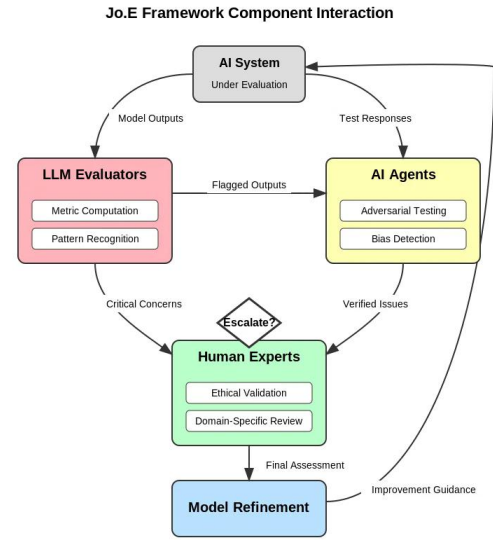 Jo.E Framework Component Interaction
AI System
Under Evaluation
Model Outputs
Test Responses
LLM Evaluators
Metric Computation
Pattern Recognition
Flagged Outputs
AI Agents
Adversarial Testing
Bias Detection
Critical Concerns
Escalate?
Verified Issues
Human Experts
Ethical Validation
Domain-Specific Review
Final Assessment
Model Refinement
Improvement Guidance